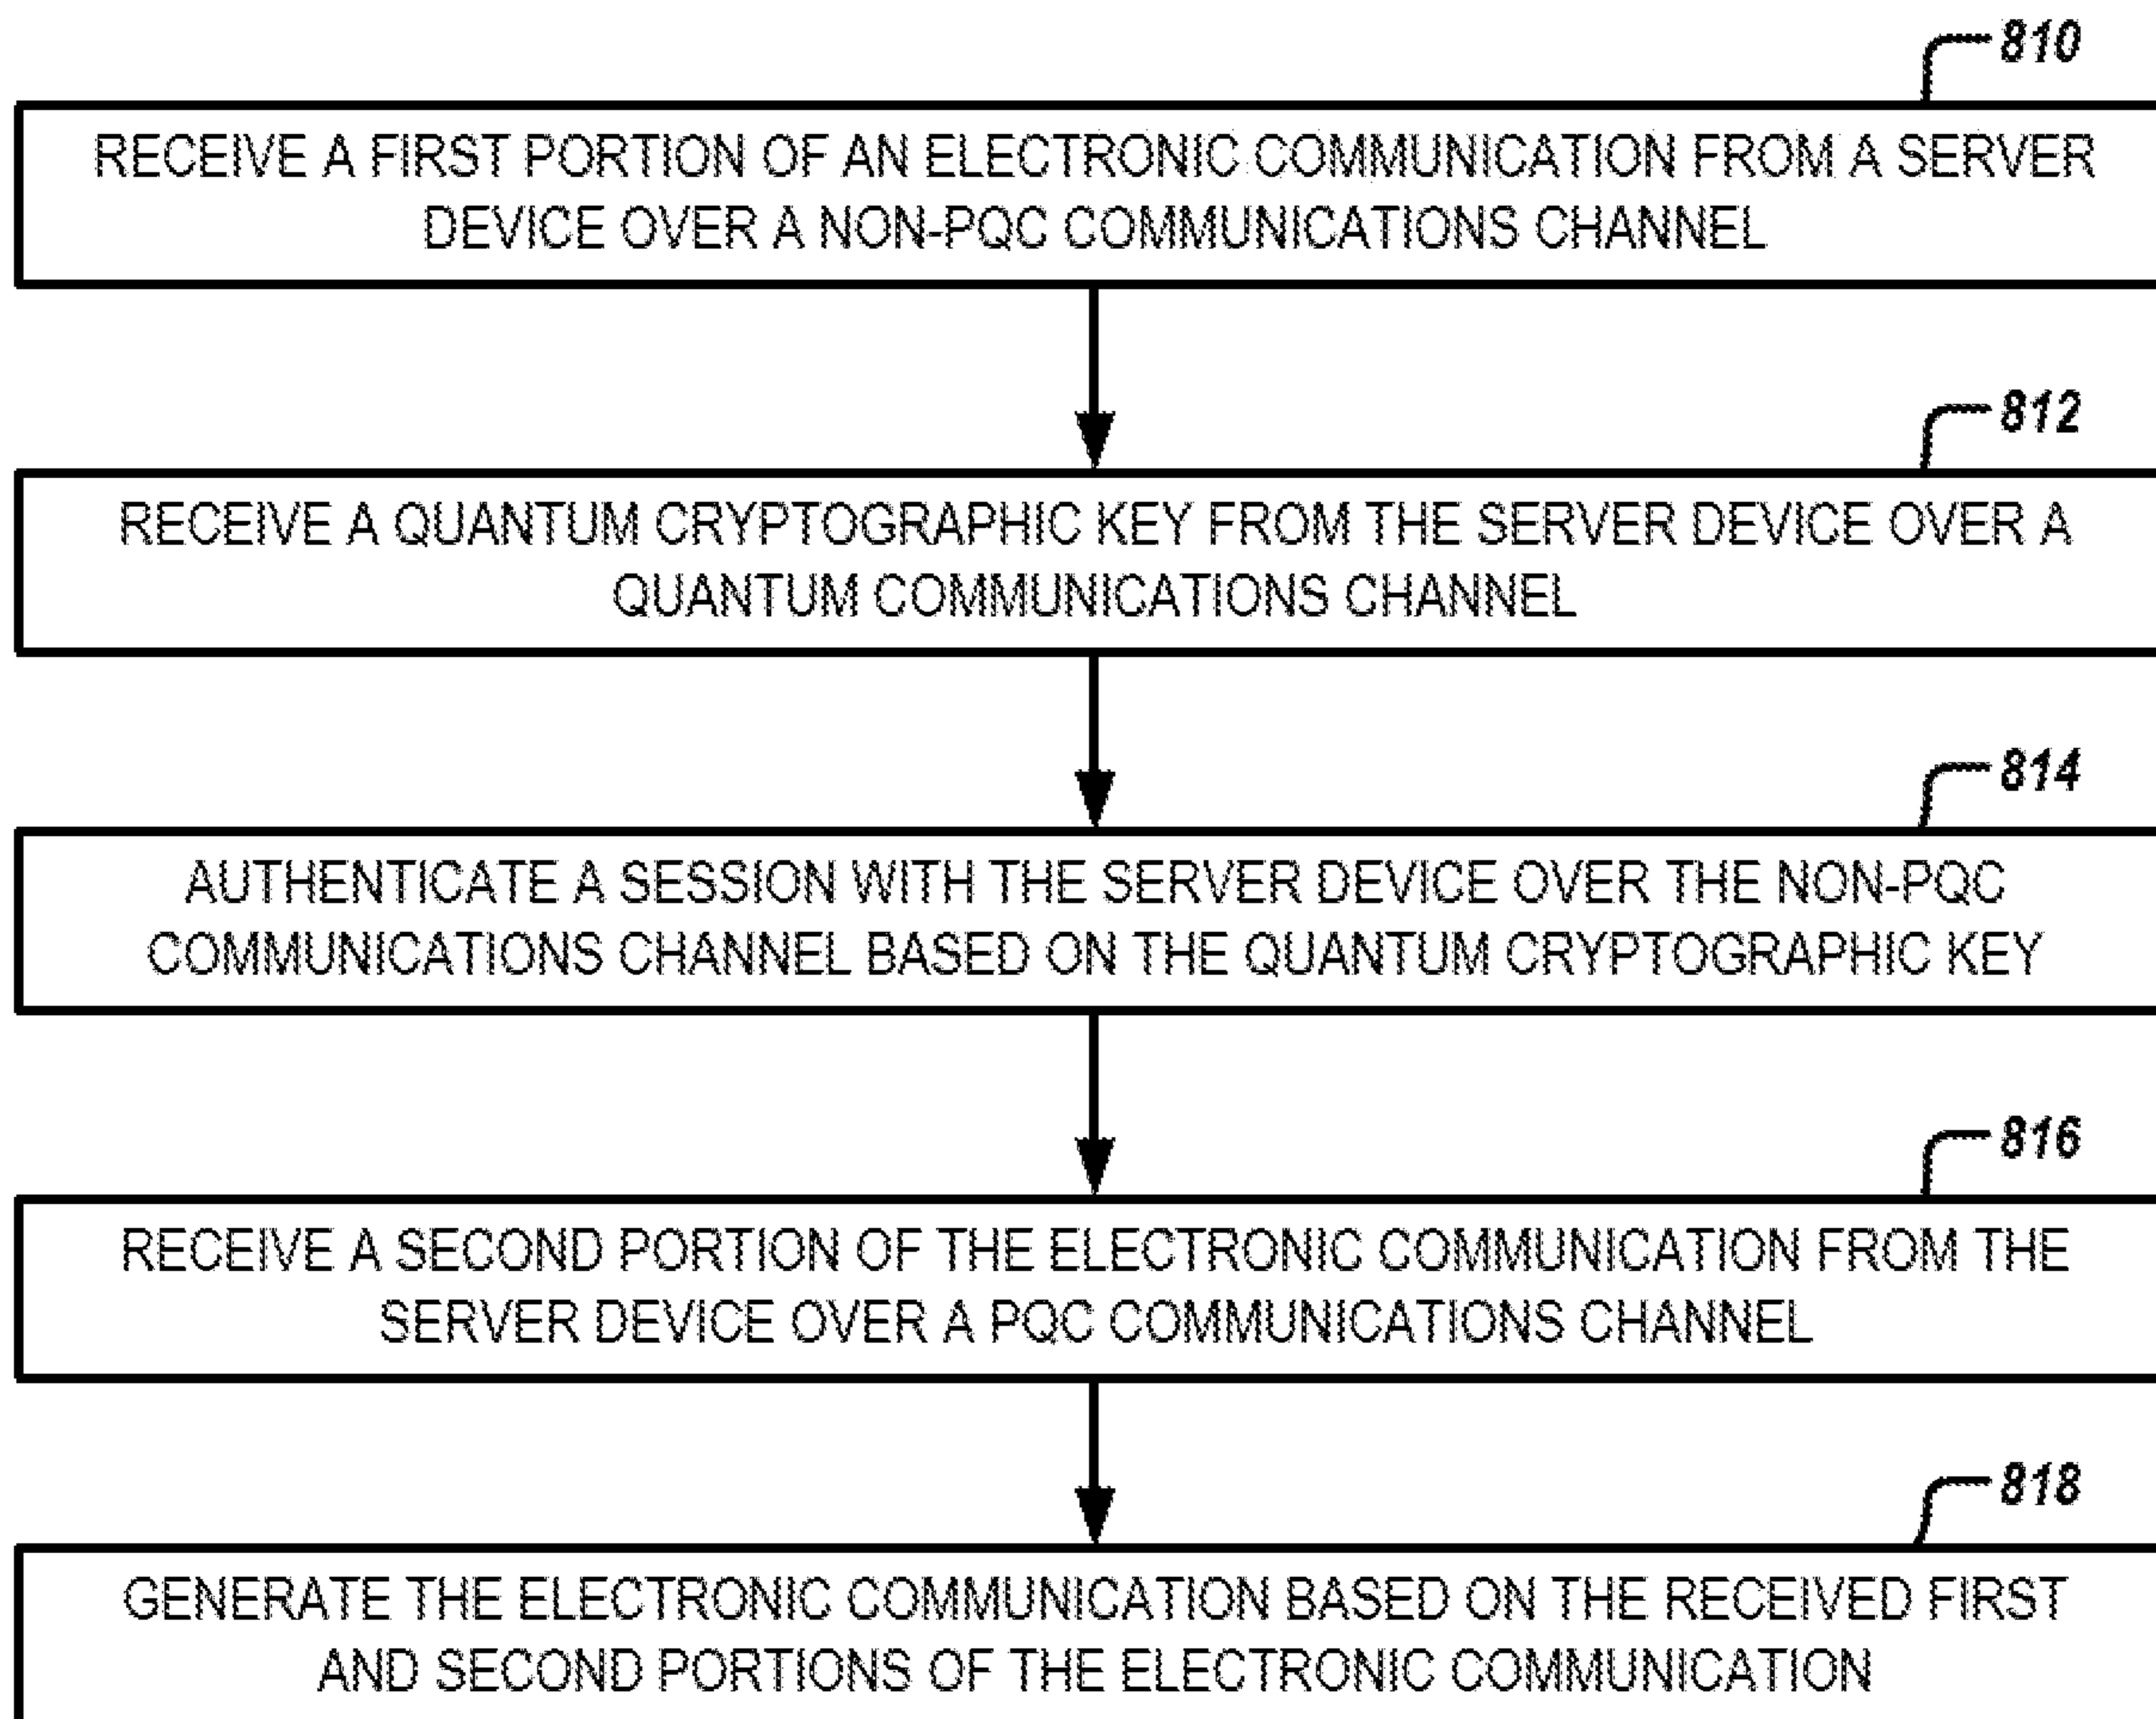 810
RECEIVE A FIRST PORTION OF AN ELECTRONIC COMMUNICATION FROM A SERVER
DEVICE OVER A NON-PQC COMMUNICATIONS CHANNEL
812
RECEIVE A QUANTUM CRYPTOGRAPHIC KEY FROM THE SERVER DEVICE OVER A
QUANTUM COMMUNICATIONS CHANNEL
814
AUTHENTICATE A SESSION WITH THE SERVER DEVICE OVER THE NON-PQC
COMMUNICATIONS CHANNEL BASED ON THE QUANTUM CRYPTOGRAPHIC KEY
816
RECEIVE A SECOND PORTION OF THE ELECTRONIC COMMUNICATION FROM THE
SERVER DEVICE OVER A PQC COMMUNICATIONS CHANNEL
818
GENERATE THE ELECTRONIC COMMUNICATION BASED ON THE RECEIVED FIRST
AND SECOND PORTIONS OF THE ELECTRONIC COMMUNICATION